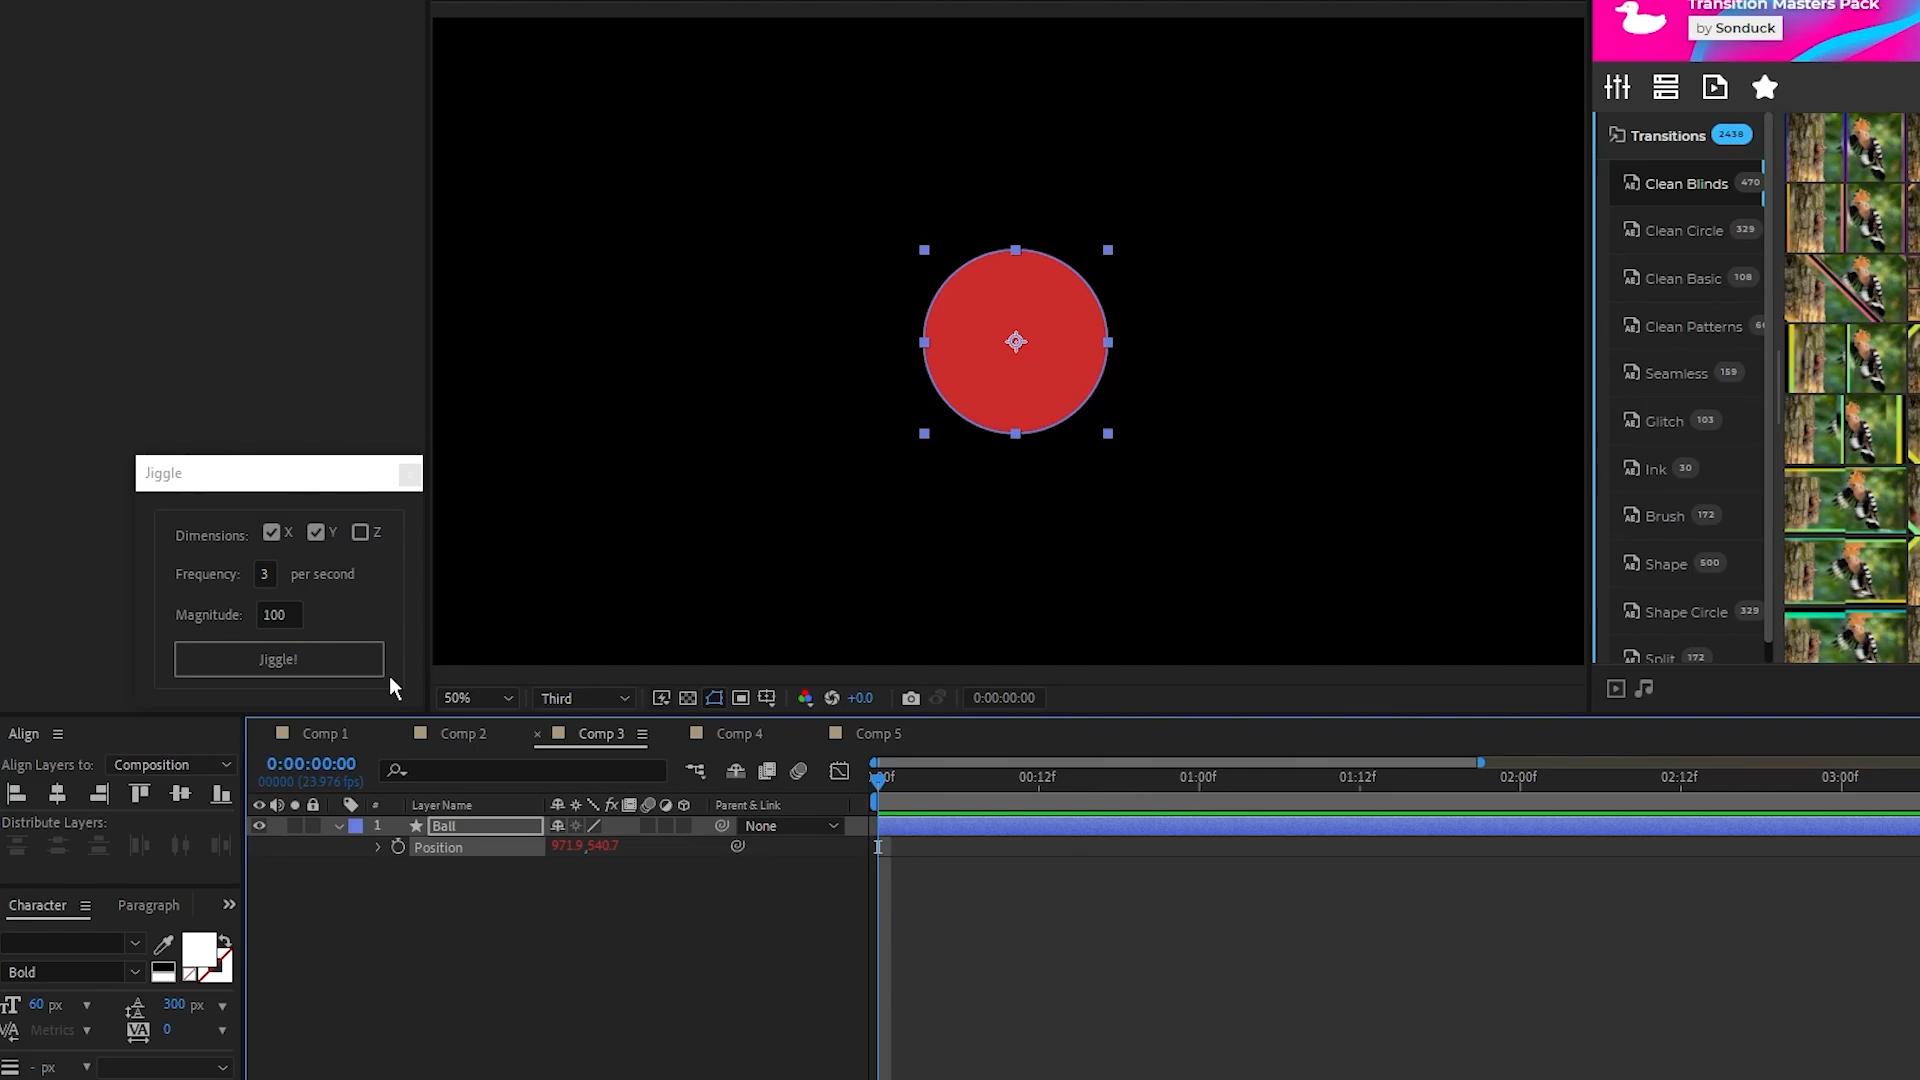 Transition Masters Pack
by Sonduck
Transitions 2438
Clean Blinds 470
Clean Circle 329
Clean Basic 108
Clean Patterns
Seamless 159
Glitch 103
Ink 30
Brush 172
Shape 500
Shape Circle 329
Split 172
Jiggle
Dimensions: X Y Z
Frequency: 3 per second
Magnitude: 100
Jiggle!
50% Third +0.0 0:00:00:00
Align
Align Layers to: Composition
Distribute Layers:
Character Paragraph
Bold
60 px 300 px
Metrics 0
- px
Comp 1 Comp 2 × Comp 3 Comp 4 Comp 5
0:00:00:00
00000 (23.976 fps)
00:12f 01:00f 01:12f 02:00f 02:12f 03:00f
# Layer Name fx Parent & Link
1 Ball None
Position 971.9,540.7